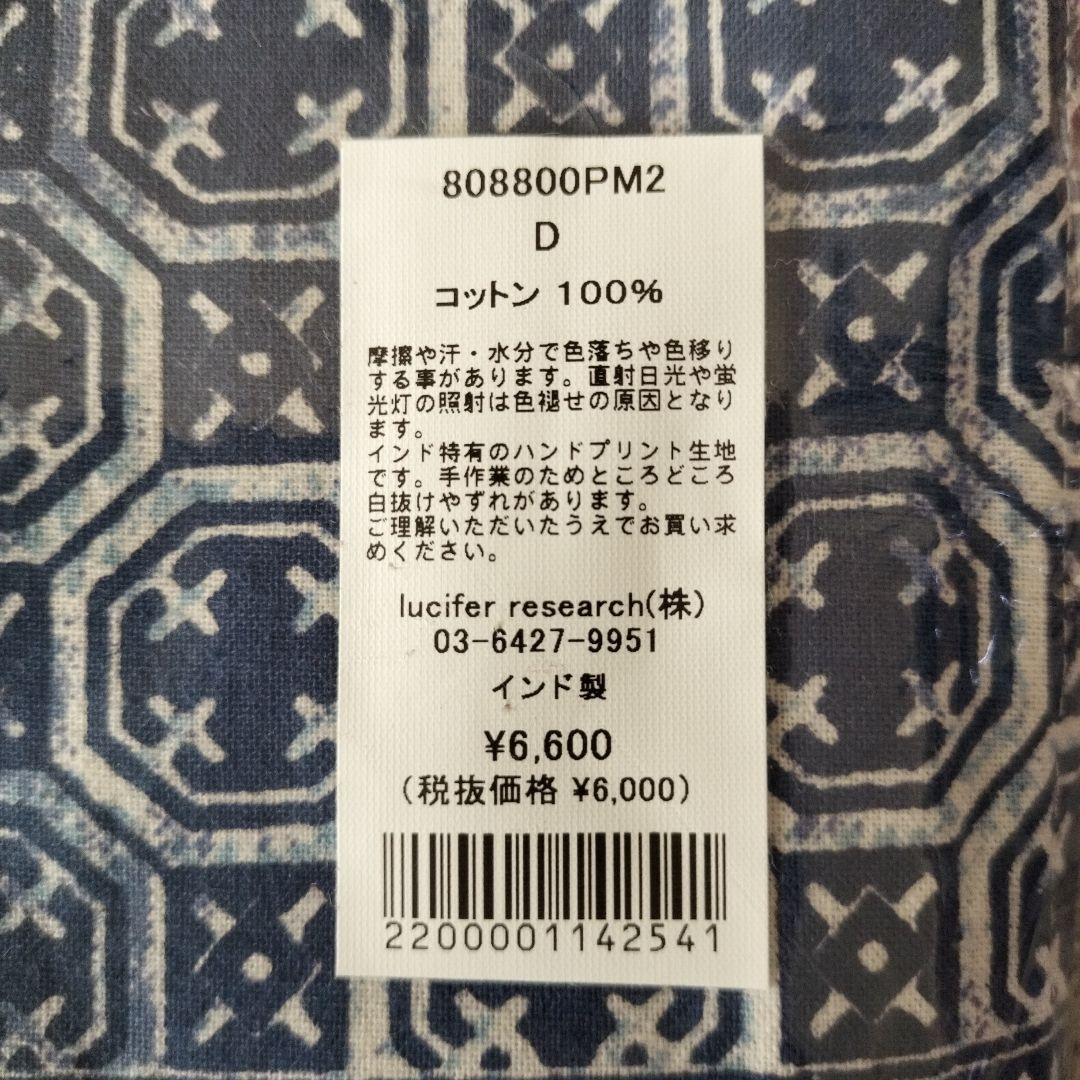 808800PM2
D
コットン 100%
摩擦や汗・水分で色落ちや色移り
する事があります。直射日光や蛍
光灯の照射は色褪せの原因となり
ます。
インド特有のハンドプリント生地
です。手作業のためところどころ
白抜けやずれがあります。
ご理解いただいたうえでお買い求
めください。
lucifer research(株)
03-6427-9951
インド製
¥6,600
(税抜価格 ¥6,000)
2200001142541